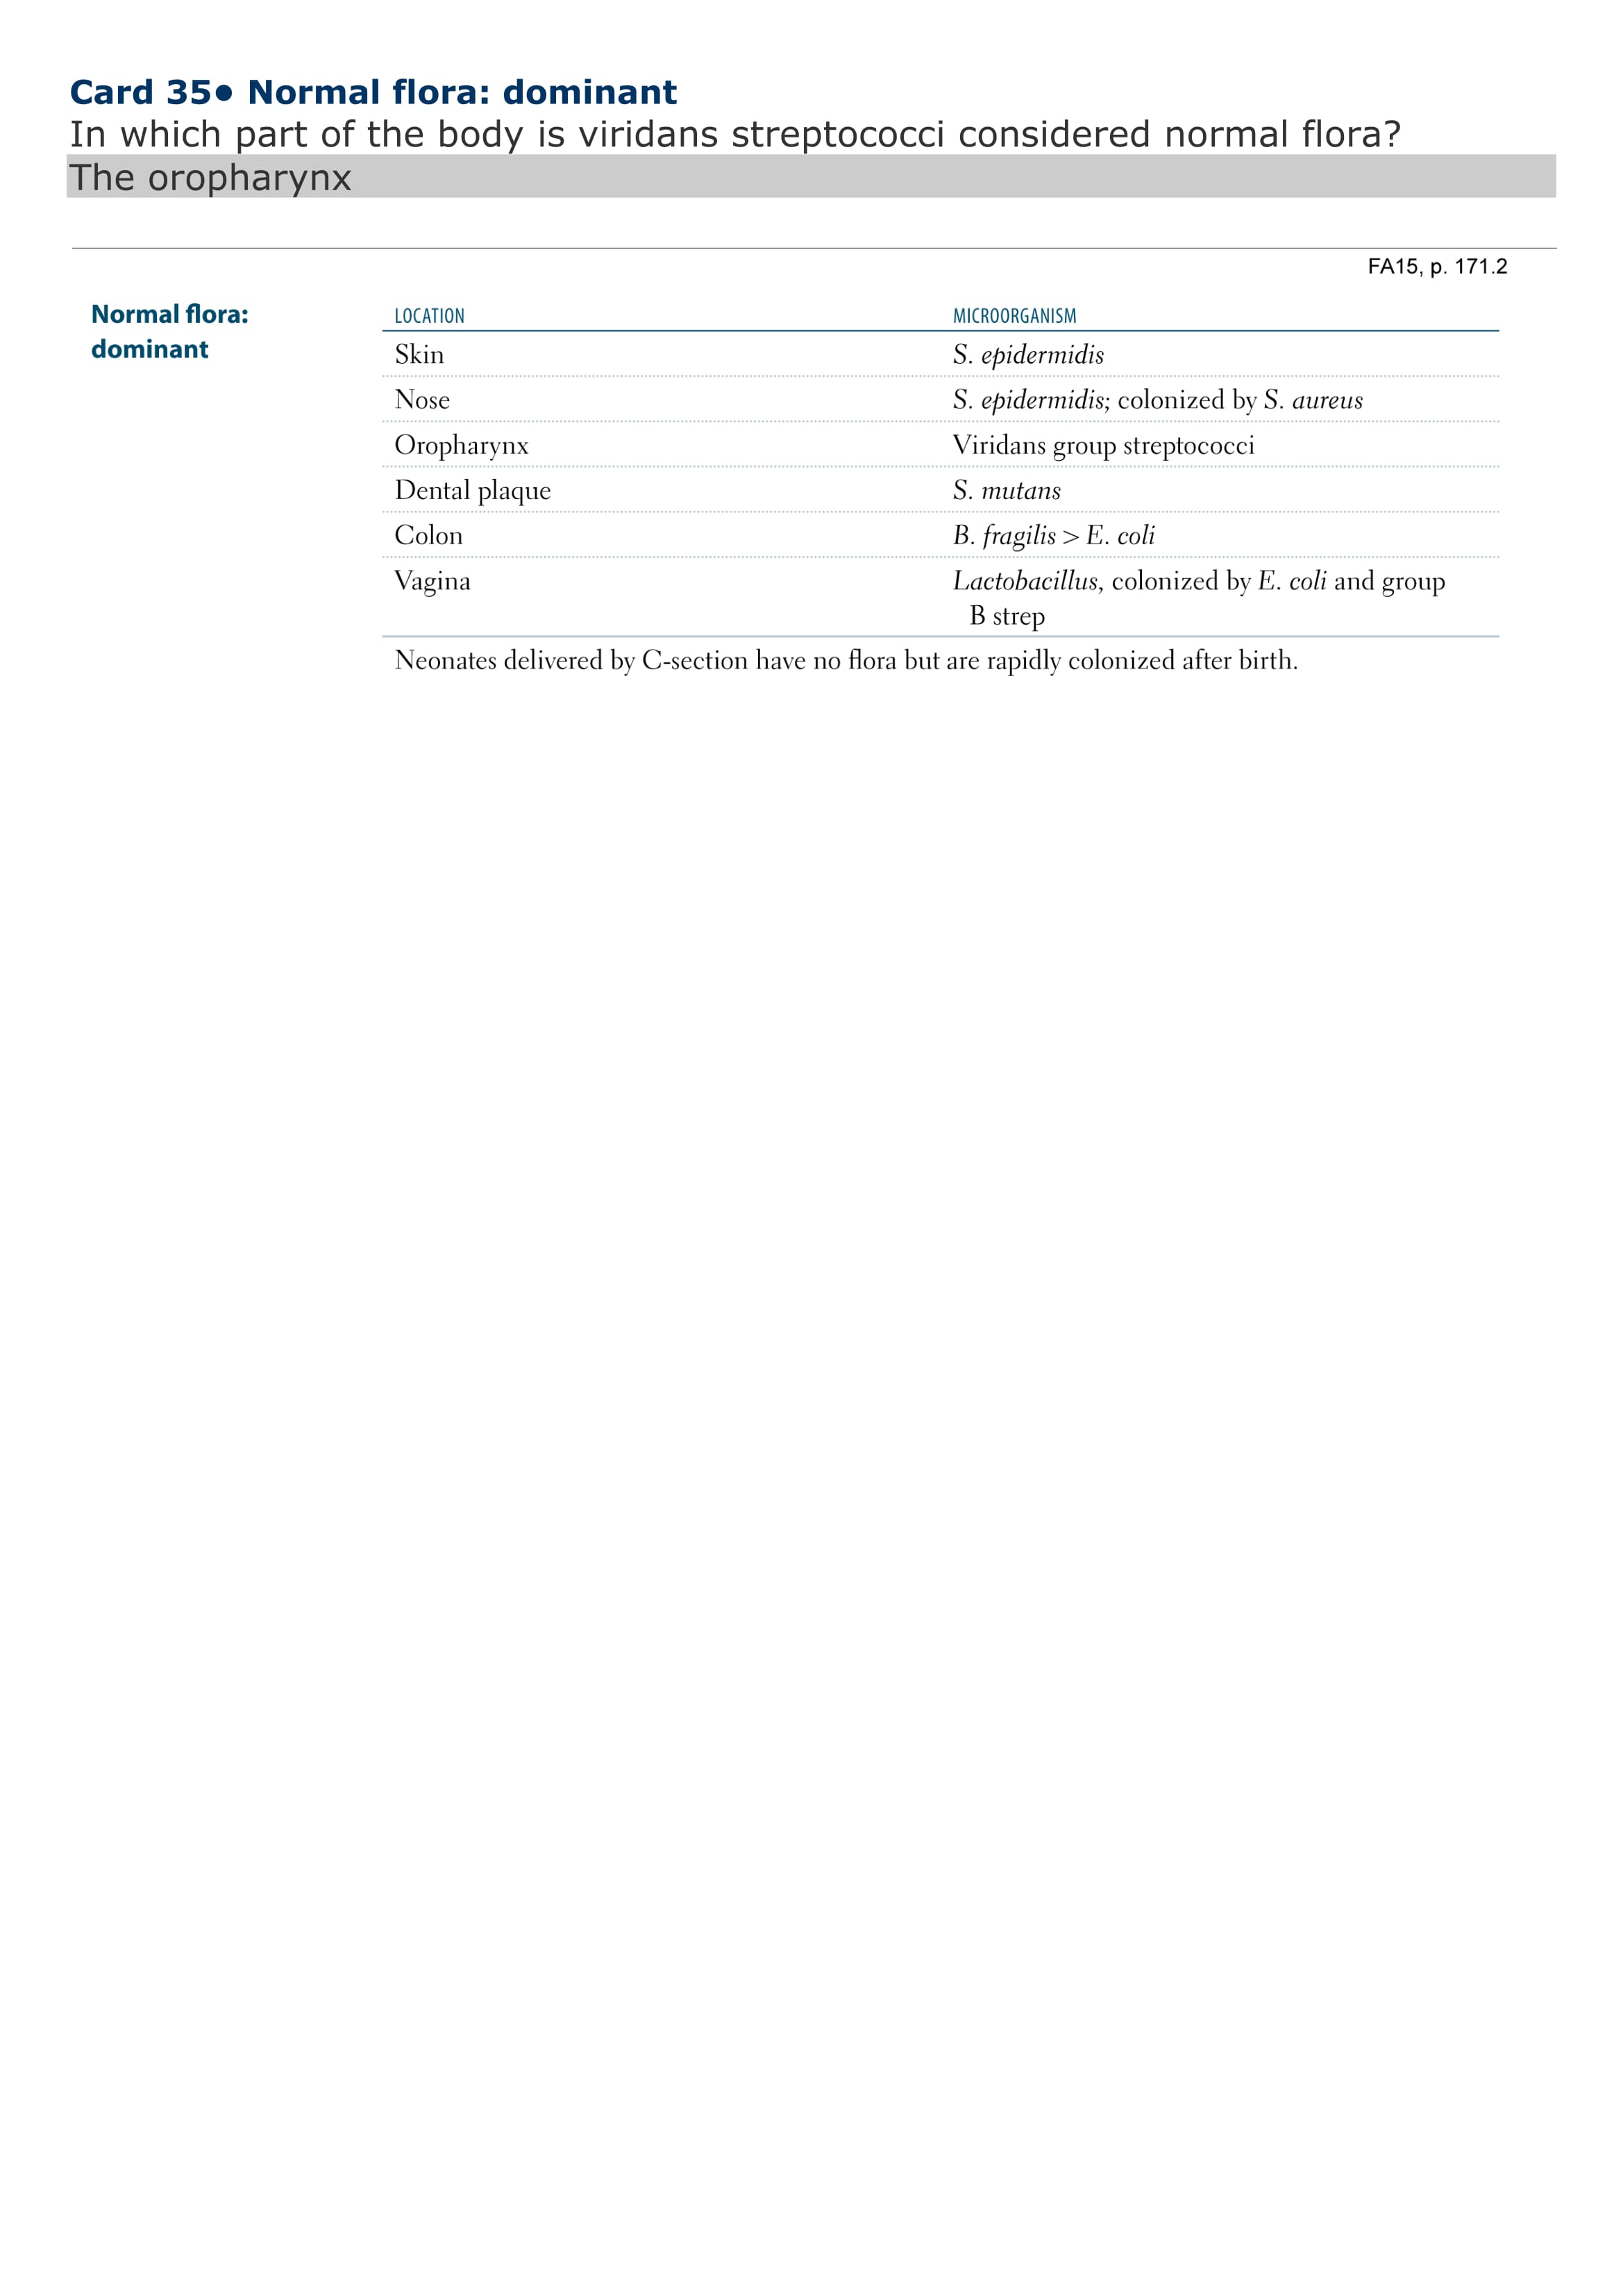 Card 35• Normal flora: dominant
In which part of the body is viridans streptococci considered normal flora?
The oropharynx
FA15, p. 171.2
Normal flora:
dominant
LOCATION MICROORGANISM
Skin S. epidermidis
Nose S. epidermidis; colonized by S. aureus
Oropharynx Viridans group streptococci
Dental plaque S. mutans
Colon B. fragilis > E. coli
Vagina Lactobacillus, colonized by E. coli and group
B strep
Neonates delivered by C-section have no flora but are rapidly colonized after birth.